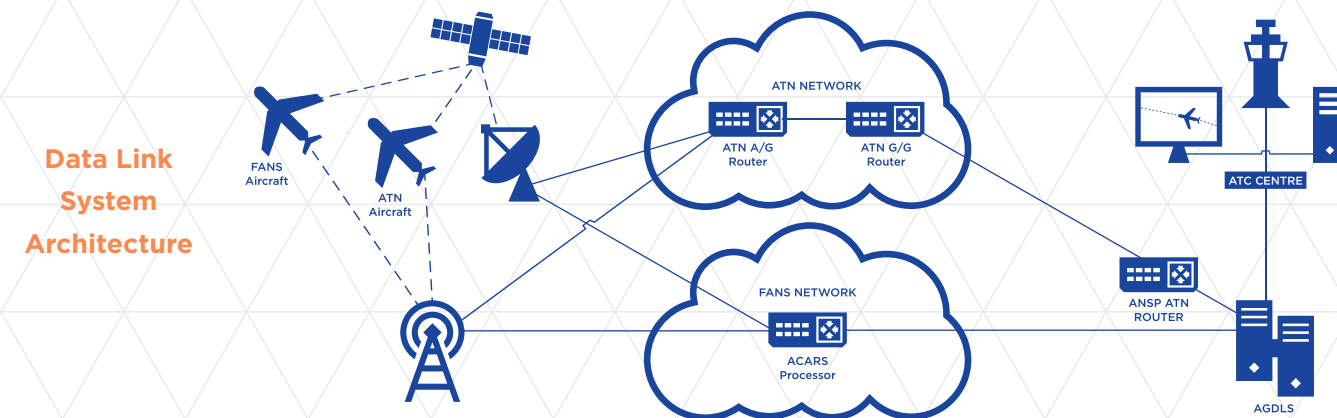 Data Link
System
Architecture
FANS
Aircraft
ATN
Aircraft
ATN NETWORK
ATN A/G
Router
ATN G/G
Router
FANS NETWORK
ACARS
Processor
ATC CENTRE
ANSP ATN
ROUTER
AGDLS